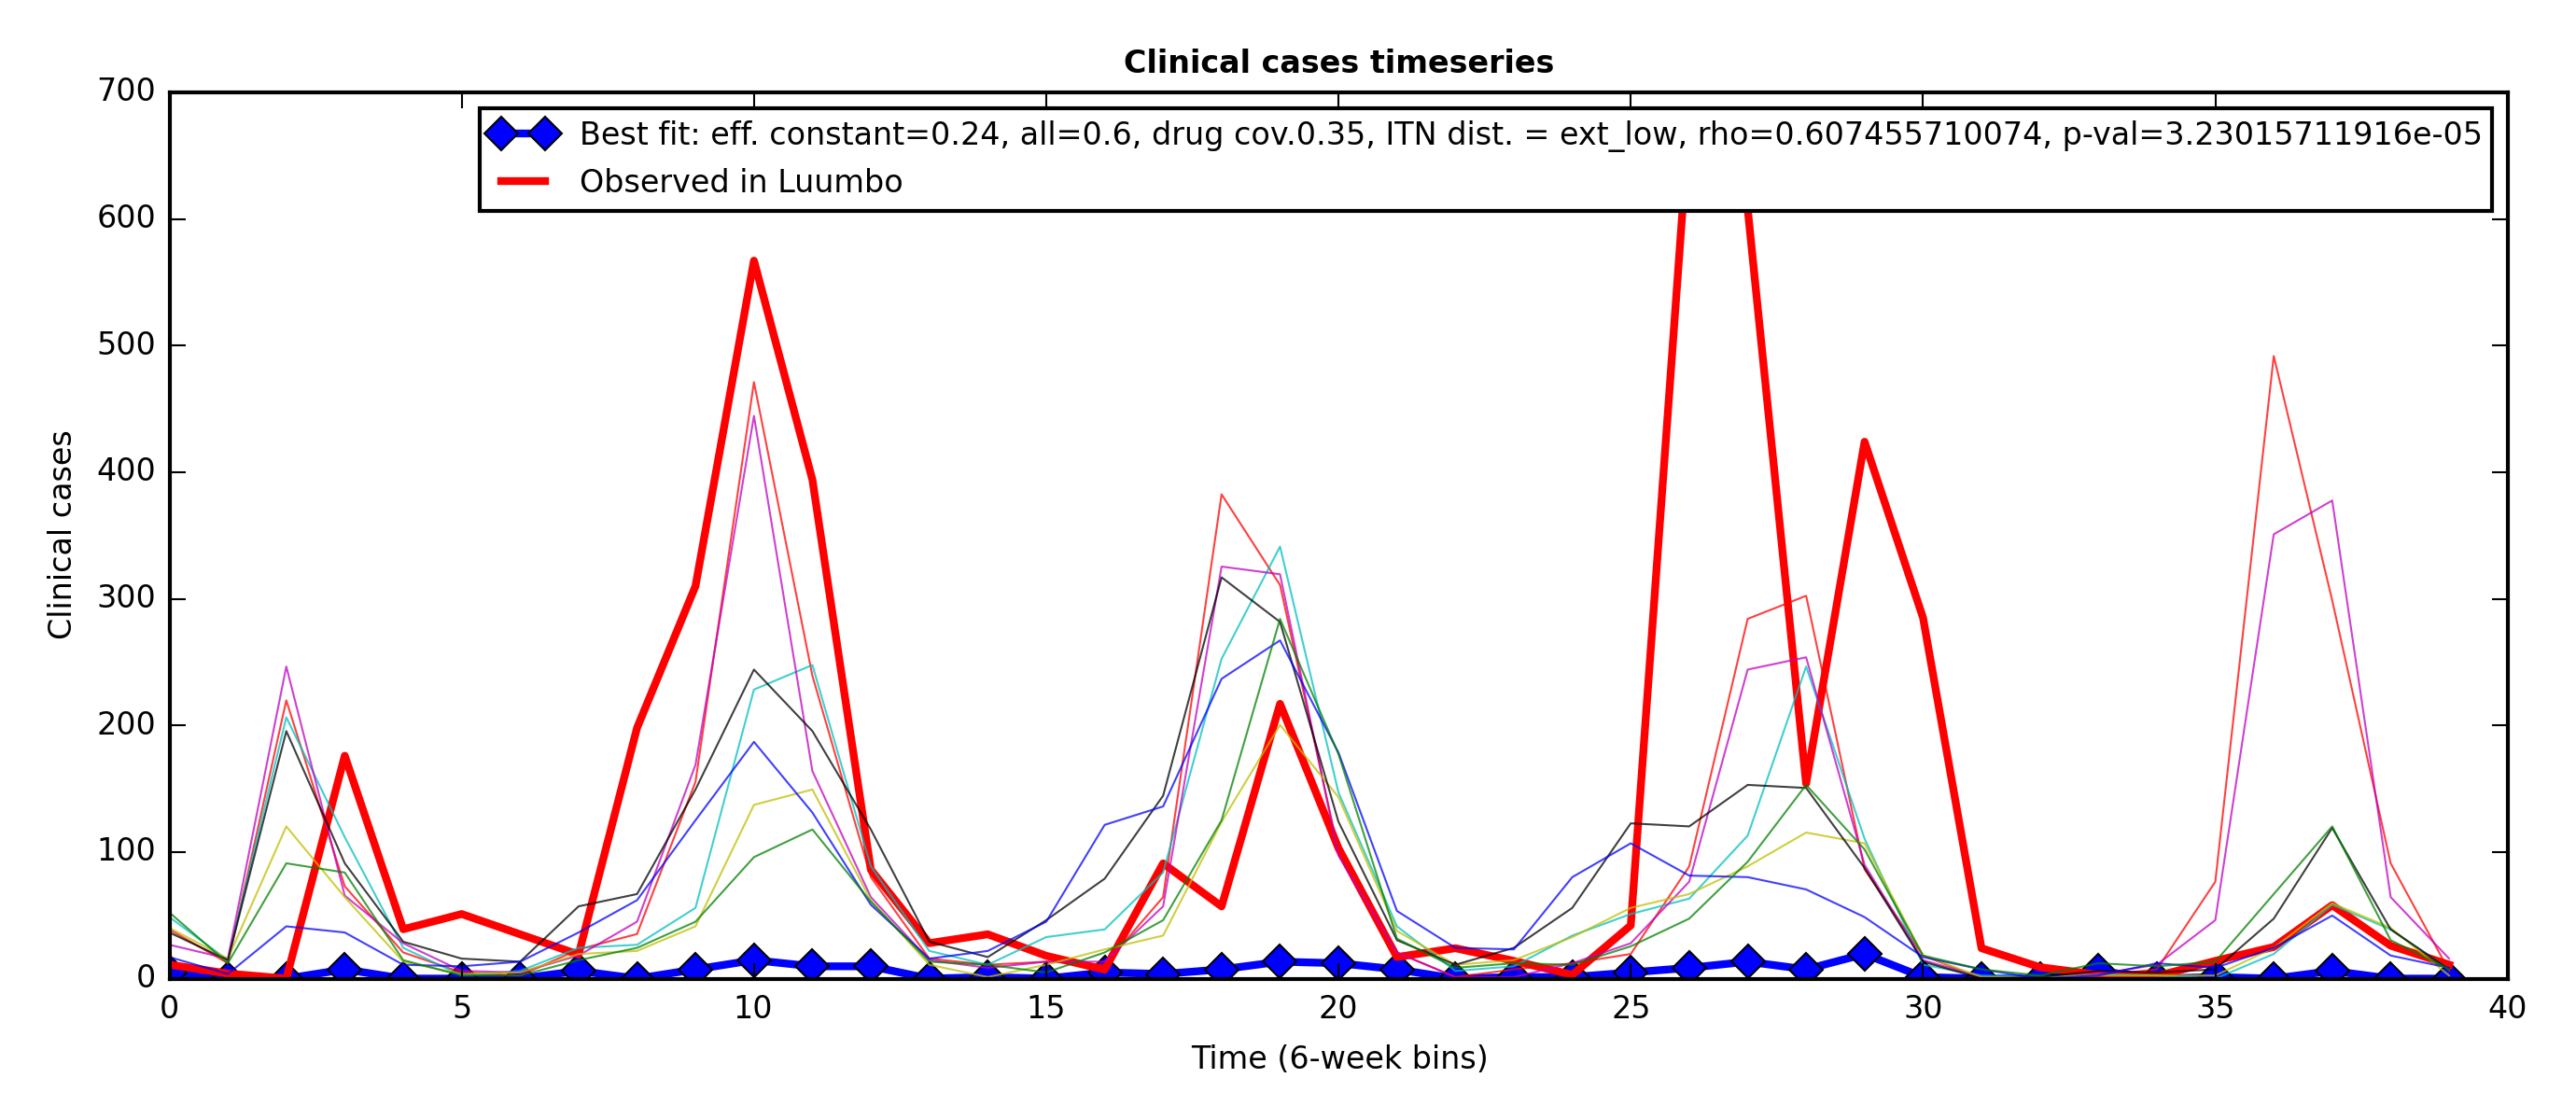 Clinical cases timeseries
700
600
500
400
300
200
100
0
Clinical cases
Best fit: eff. constant=0.24, all=0.6, drug cov.0.35, ITN dist. = ext_low, rho=0.607455710074, p-val=3.23015711916e-05
Observed in Luumbo
0 5 10 15 20 25 30 35 40
Time (6-week bins)